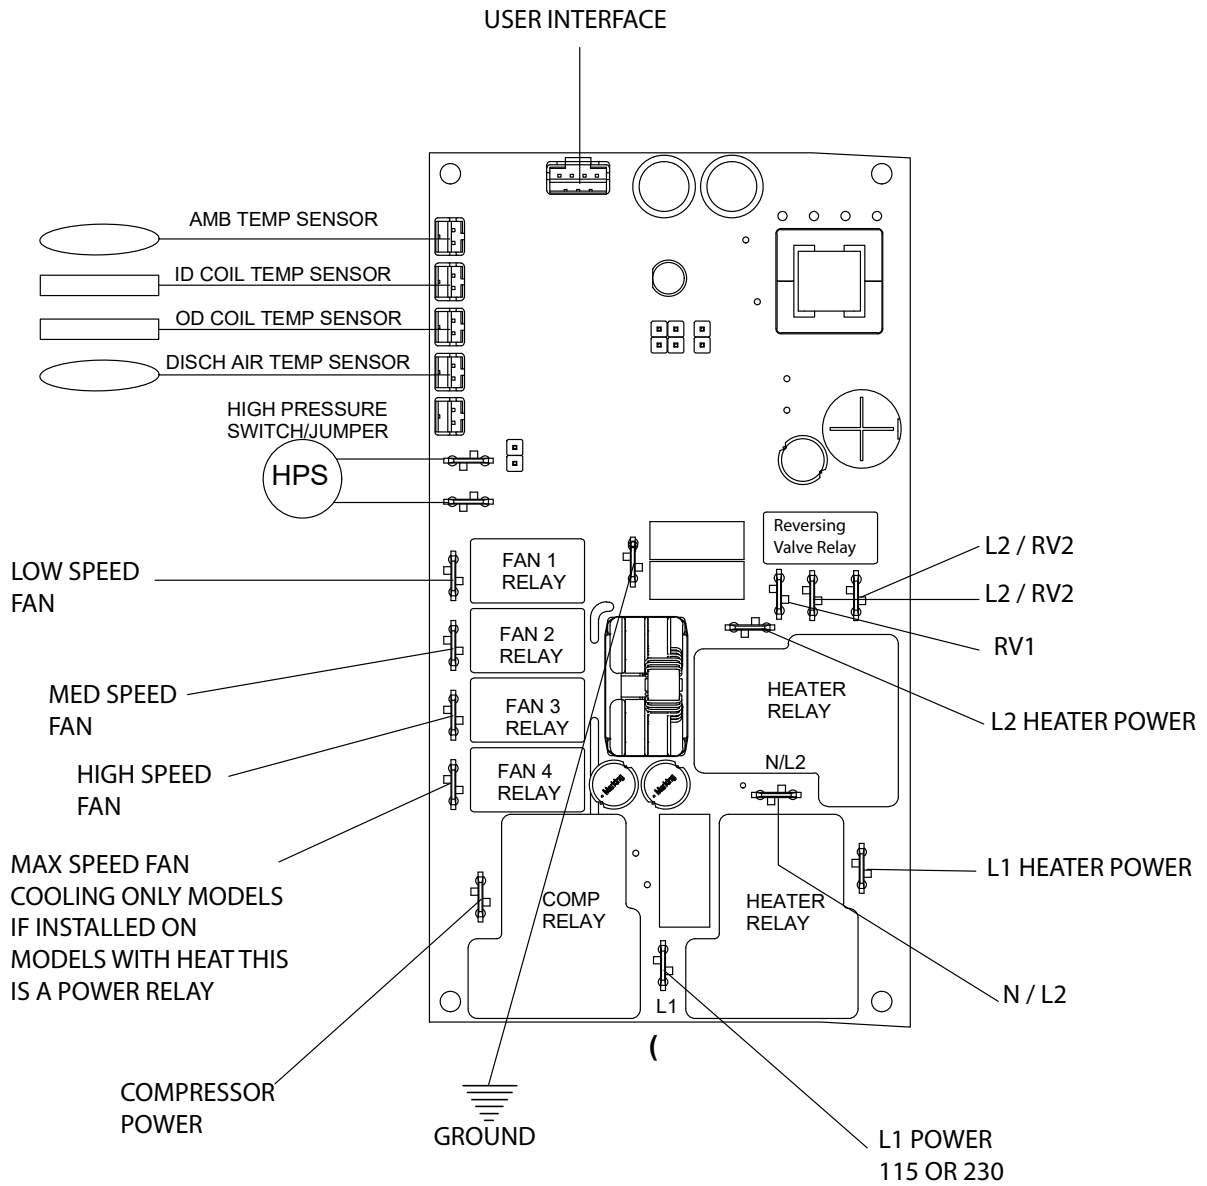 USER INTERFACE
AMB TEMP SENSOR
ID COIL TEMP SENSOR
OD COIL TEMP SENSOR
DISCH AIR TEMP SENSOR
HIGH PRESSURE
SWITCH/JUMPER
HPS
LOW SPEED
FAN
MED SPEED
FAN
HIGH SPEED
FAN
MAX SPEED FAN
COOLING ONLY MODELS
IF INSTALLED ON
MODELS WITH HEAT THIS
IS A POWER RELAY
COMPRESSOR
POWER
GROUND
FAN 1
RELAY
FAN 2
RELAY
FAN 3
RELAY
FAN 4
RELAY
Marking
Marking
COMP
RELAY
Reversing
Valve Relay
HEATER
RELAY
N/L2
HEATER
RELAY
L1
(
L2 / RV2
L2 / RV2
RV1
L2 HEATER POWER
L1 HEATER POWER
N / L2
L1 POWER
115 OR 230